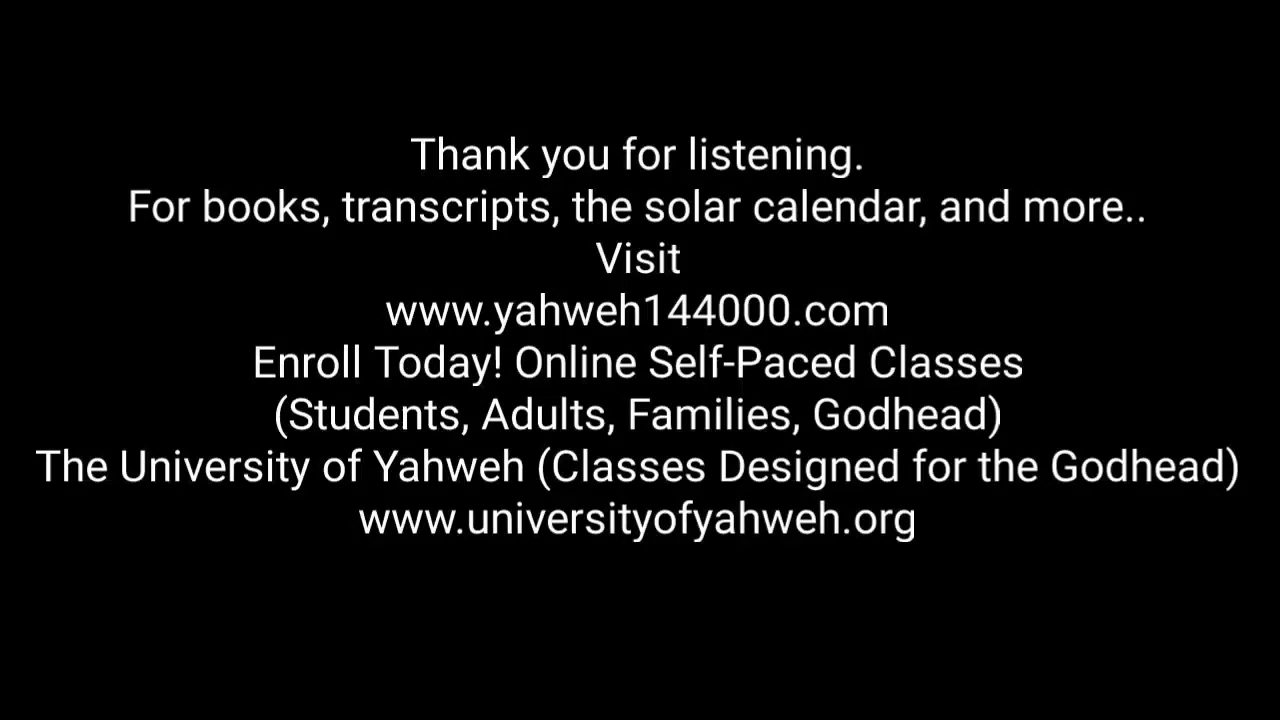 Thank you for listening.
For books, transcripts, the solar calendar, and more..
Visit
www.yahweh144000.com
Enroll Today! Online Self-Paced Classes
(Students, Adults, Families, Godhead)
The University of Yahweh (Classes Designed for the Godhead)
www.universityofyahweh.org